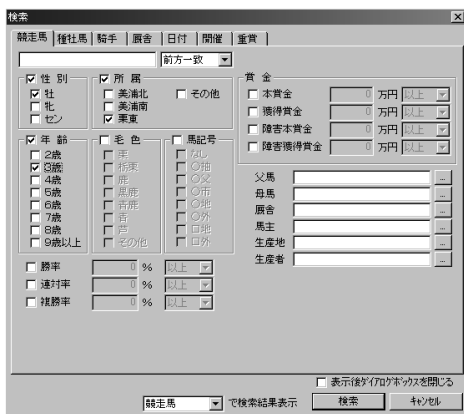 検索
競走馬 種牡馬 騎手 厩舎 日付 開催 重賞
前方一致
性別
牡
牝
セン
所属
美浦北 その他
美浦南
栗東
賞金
本賞金 0 万円 以上
獲得賞金 0 万円 以上
障害本賞金 0 万円 以上
障害獲得賞金 0 万円 以上
年齢
2歳
3歳
4歳
5歳
6歳
7歳
8歳
9歳以上
毛色
栗
栃栗
鹿
黒鹿
青鹿
青
芦
その他
馬記号
なし
○抽
○父
○市
○地
○外
□地
□外
父馬 ...
母馬 ...
厩舎 ...
馬主 ...
生産地 ...
生産者 ...
勝率 0 % 以上
連対率 0 % 以上
複勝率 0 % 以上
表示後ダイアログボックスを閉じる
競走馬 で検索結果表示 検索 キャンセル